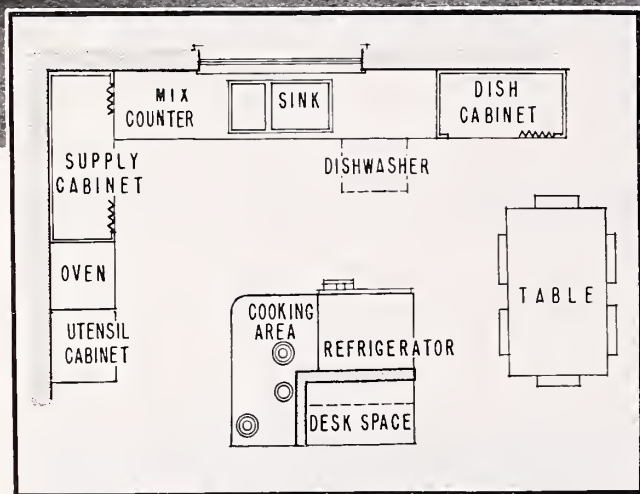 MIX
COUNTER
SINK
DISH
CABINET
SUPPLY
CABINET
DISHWASHER
OVEN
UTENSIL
CABINET
COOKING
AREA
REFRIGERATOR
DESK SPACE
TABLE